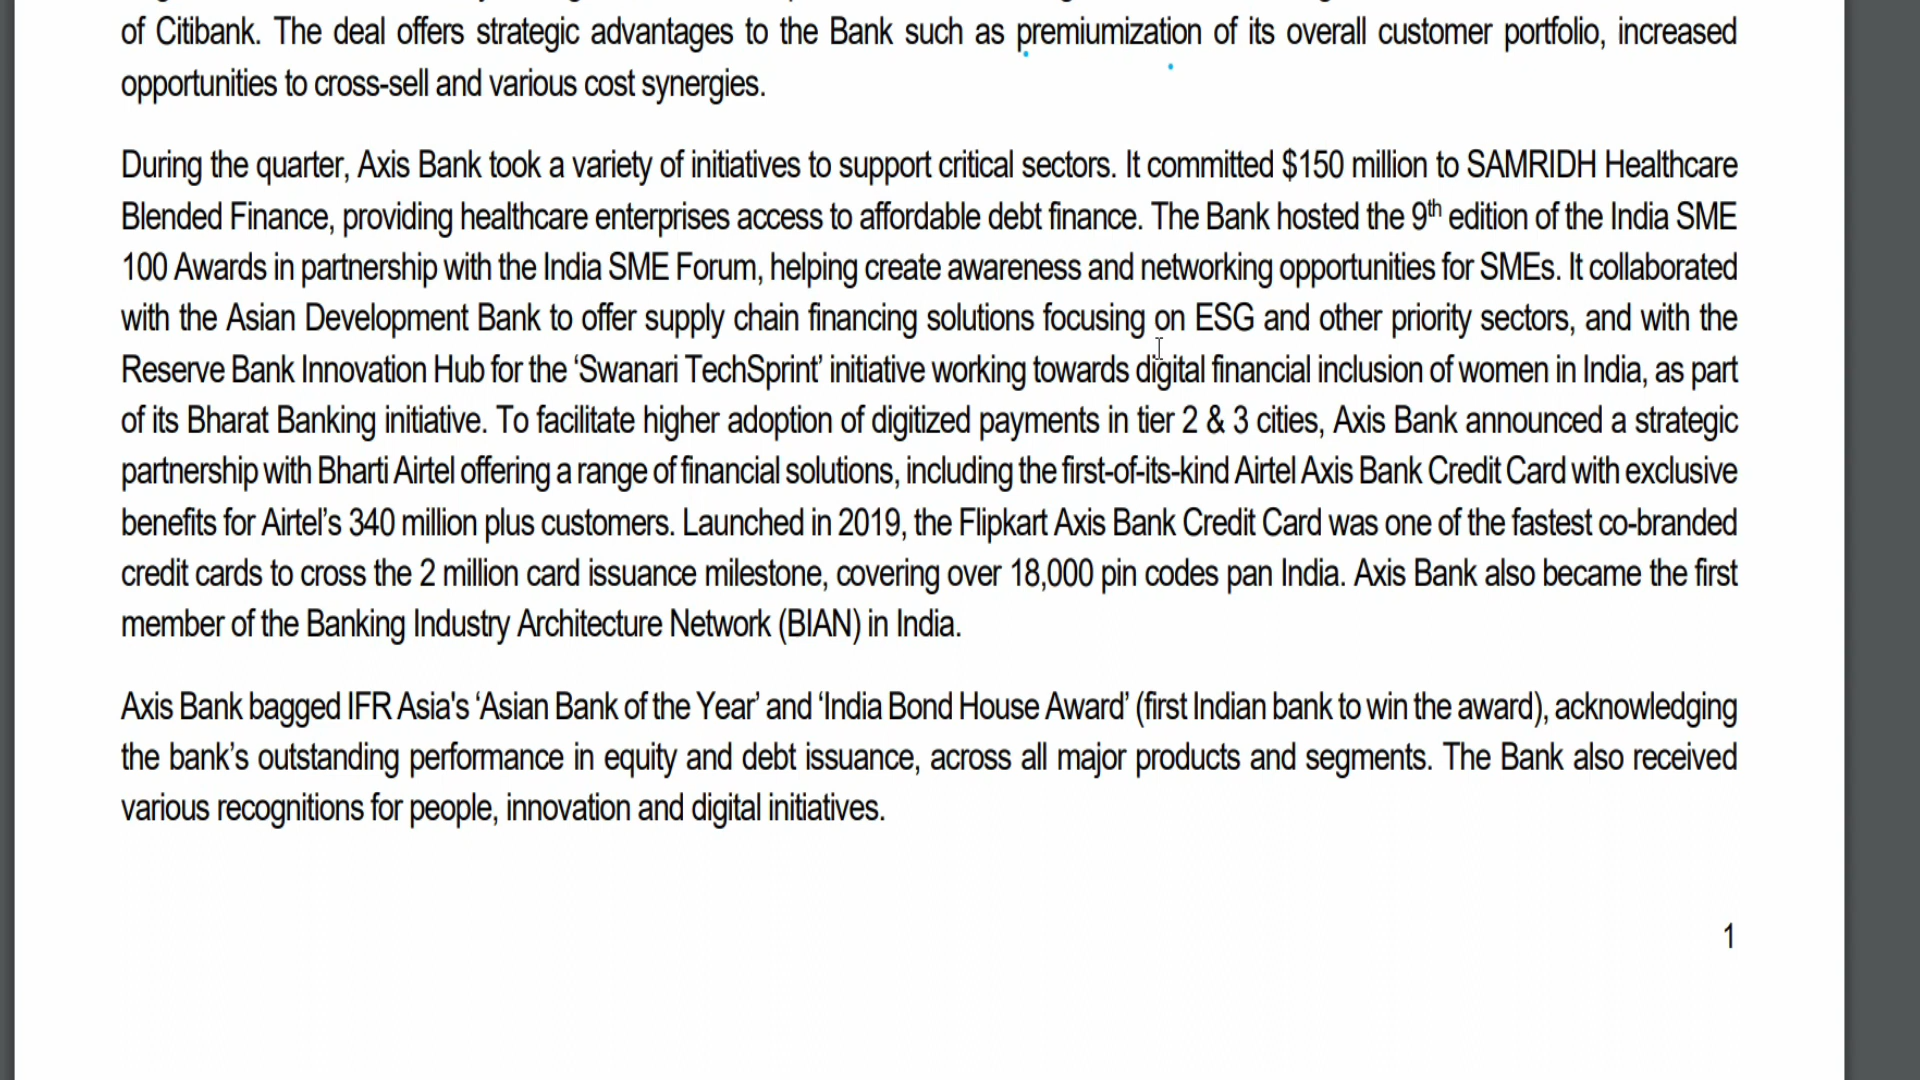 of Citibank. The deal offers strategic advantages to the Bank such as premiumization of its overall customer portfolio, increased
opportunities to cross-sell and various cost synergies.
During the quarter, Axis Bank took a variety of initiatives to support critical sectors. It committed $150 million to SAMRIDH Healthcare
Blended Finance, providing healthcare enterprises access to affordable debt finance. The Bank hosted the 9th edition of the India SME
100 Awards in partnership with the India SME Forum, helping create awareness and networking opportunities for SMEs. It collaborated
with the Asian Development Bank to offer supply chain financing solutions focusing on ESG and other priority sectors, and with the
Reserve Bank Innovation Hub for the ‘Swanari TechSprint’ initiative working towards digital financial inclusion of women in India, as part
of its Bharat Banking initiative. To facilitate higher adoption of digitized payments in tier 2 & 3 cities, Axis Bank announced a strategic
partnership with Bharti Airtel offering a range of financial solutions, including the first-of-its-kind Airtel Axis Bank Credit Card with exclusive
benefits for Airtel’s 340 million plus customers. Launched in 2019, the Flipkart Axis Bank Credit Card was one of the fastest co-branded
credit cards to cross the 2 million card issuance milestone, covering over 18,000 pin codes pan India. Axis Bank also became the first
member of the Banking Industry Architecture Network (BIAN) in India.
Axis Bank bagged IFR Asia's ‘Asian Bank of the Year’ and ‘India Bond House Award’ (first Indian bank to win the award), acknowledging
the bank’s outstanding performance in equity and debt issuance, across all major products and segments. The Bank also received
various recognitions for people, innovation and digital initiatives.
1